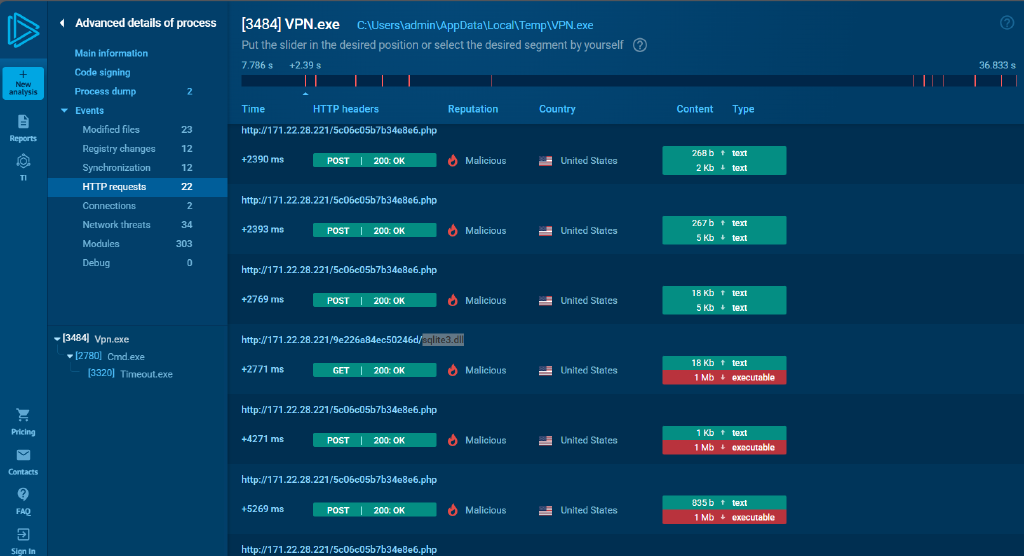 Advanced details of process
[3484] VPN.exe C:\Users\admin\AppData\Local\Temp\VPN.exe
Put the slider in the desired position or select the desired segment by yourself ?
?
7.786 s +2.39 s 36.833 s
+
New
analysis
Reports
TI
Pricing
Contacts
FAQ
Sign In
Main information
Code signing
Process dump 2
Events
Modified files 23
Registry changes 12
Synchronization 12
HTTP requests 22
Connections 2
Network threats 34
Modules 303
Debug 0
[3484] Vpn.exe
[2780] Cmd.exe
[3320] Timeout.exe
Time HTTP headers Reputation Country Content Type
http://171.22.28.221/5c06c05b7b34e8e6.php
+2390 ms POST | 200: OK Malicious United States 268 b ↑ text
2 Kb ↓ text
http://171.22.28.221/5c06c05b7b34e8e6.php
+2393 ms POST | 200: OK Malicious United States 267 b ↑ text
5 Kb ↓ text
http://171.22.28.221/5c06c05b7b34e8e6.php
+2769 ms POST | 200: OK Malicious United States 18 Kb ↑ text
5 Kb ↓ text
http://171.22.28.221/9e226a84ec50246d/sqlite3.dll
+2771 ms GET | 200: OK Malicious United States 18 Kb ↑ text
1 Mb ↓ executable
http://171.22.28.221/5c06c05b7b34e8e6.php
+4271 ms POST | 200: OK Malicious United States 1 Kb ↑ text
1 Mb ↓ executable
http://171.22.28.221/5c06c05b7b34e8e6.php
+5269 ms POST | 200: OK Malicious United States 835 b ↑ text
1 Mb ↓ executable
http://171.22.28.221/5c06c05b7b34e8e6.php